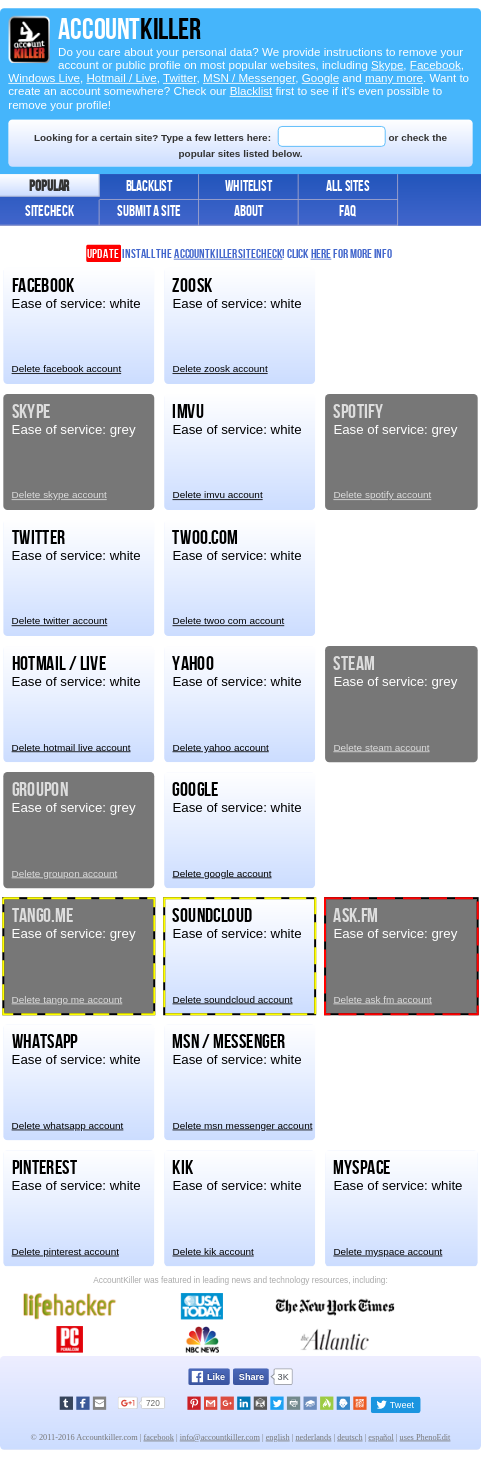 ACCOUNTKILLER
account
KILLER
Do you care about your personal data? We provide instructions to remove your
account or public profile on most popular websites, including Skype, Facebook,
Windows Live, Hotmail / Live, Twitter, MSN / Messenger, Google and many more. Want to
create an account somewhere? Check our Blacklist first to see if it's even possible to
remove your profile!
Looking for a certain site? Type a few letters here: or check the
popular sites listed below.
POPULAR BLACKLIST WHITELIST ALL SITES
SITECHECK SUBMIT A SITE ABOUT FAQ
UPDATE INSTALL THE ACCOUNTKILLER SITECHECK! CLICK HERE FOR MORE INFO
FACEBOOK ZOOSK
Ease of service: white Ease of service: white
Delete facebook account Delete zoosk account
SKYPE IMVU SPOTIFY
Ease of service: grey Ease of service: white Ease of service: grey
Delete skype account Delete imvu account Delete spotify account
TWITTER TWOO.COM
Ease of service: white Ease of service: white
Delete twitter account Delete twoo com account
HOTMAIL / LIVE YAHOO STEAM
Ease of service: white Ease of service: white Ease of service: grey
Delete hotmail live account Delete yahoo account Delete steam account
GROUPON GOOGLE
Ease of service: grey Ease of service: white
Delete groupon account Delete google account
TANGO.ME SOUNDCLOUD ASK.FM
Ease of service: grey Ease of service: white Ease of service: grey
Delete tango me account Delete soundcloud account Delete ask fm account
WHATSAPP MSN / MESSENGER
Ease of service: white Ease of service: white
Delete whatsapp account Delete msn messenger account
PINTEREST KIK MYSPACE
Ease of service: white Ease of service: white Ease of service: white
Delete pinterest account Delete kik account Delete myspace account
AccountKiller was featured in leading news and technology resources, including:
lifehacker USA TODAY The New York Times
PC NBC NEWS the Atlantic
Like Share 3K
G+1 720 Tweet
© 2011-2016 Accountkiller.com | facebook | info@accountkiller.com | english | nederlands | deutsch | español | uses PhenoEdit